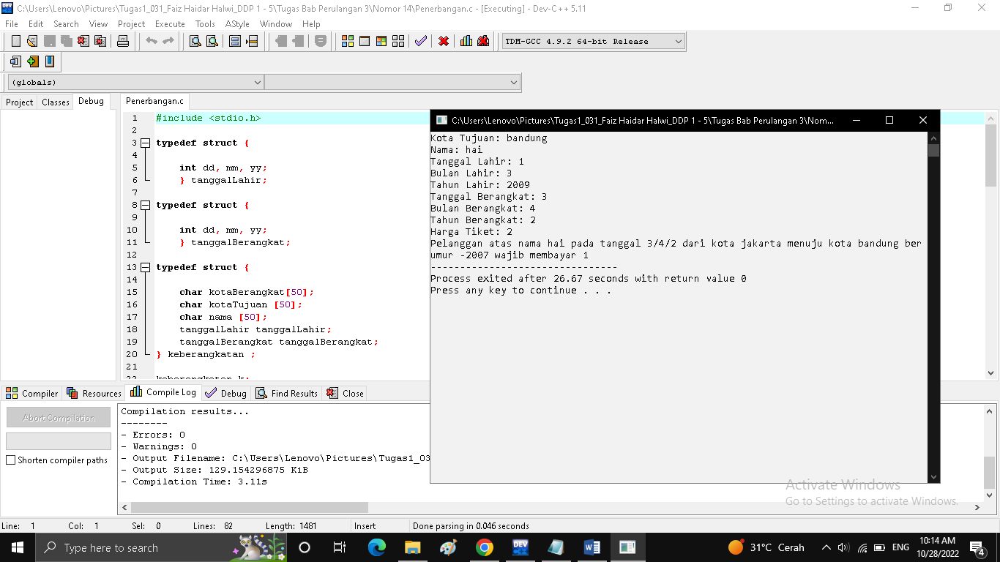 C:\Users\Lenovo\Pictures\Tugas1_031_Faiz Haidar Halwi_DDP 1 - 5\Tugas Bab Perulangan 3\Nomor 14\Penerbangan.c - [Executing] - Dev-C++ 5.11
File Edit Search View Project Execute Tools AStyle Window Help
TDM-GCC 4.9.2 64-bit Release
(globals)
Project Classes Debug
Penerbangan.c
1 #include <stdio.h>
2
3 typedef struct {
4
5 int dd, mm, yy;
6 } tanggalLahir;
7
8 typedef struct {
9
10 int dd, mm, yy;
11 } tanggalBerangkat;
12
13 typedef struct {
14
15 char kotaBerangkat[50];
16 char kotaTujuan [50];
17 char nama [50];
18 tanggalLahir tanggalLahir;
19 tanggalBerangkat tanggalBerangkat;
20 } keberangkatan ;
21
22 keberangkatan k;
C:\Users\Lenovo\Pictures\Tugas1_031_Faiz Haidar Halwi_DDP 1 - 5\Tugas Bab Perulangan 3\Nom...
Kota Tujuan: bandung
Nama: hai
Tanggal Lahir: 1
Bulan Lahir: 3
Tahun Lahir: 2009
Tanggal Berangkat: 3
Bulan Berangkat: 4
Tahun Berangkat: 2
Harga Tiket: 2
Pelanggan atas nama hai pada tanggal 3/4/2 dari kota jakarta menuju kota bandung ber
umur -2007 wajib membayar 1
--------------------------------
Process exited after 26.67 seconds with return value 0
Press any key to continue . . .
Compiler Resources Compile Log Debug Find Results Close
Abort Compilation
Shorten compiler paths
Compilation results...
--------
- Errors: 0
- Warnings: 0
- Output Filename: C:\Users\Lenovo\Pictures\Tugas1_03
- Output Size: 129.154296875 KiB
- Compilation Time: 3.11s
Activate Windows
Go to Settings to activate Windows.
Line: 1 Col: 1 Sel: 0 Lines: 82 Length: 1481 Insert Done parsing in 0.046 seconds
Type here to search
DEV
31°C Cerah
ENG
10:14 AM
10/28/2022
4